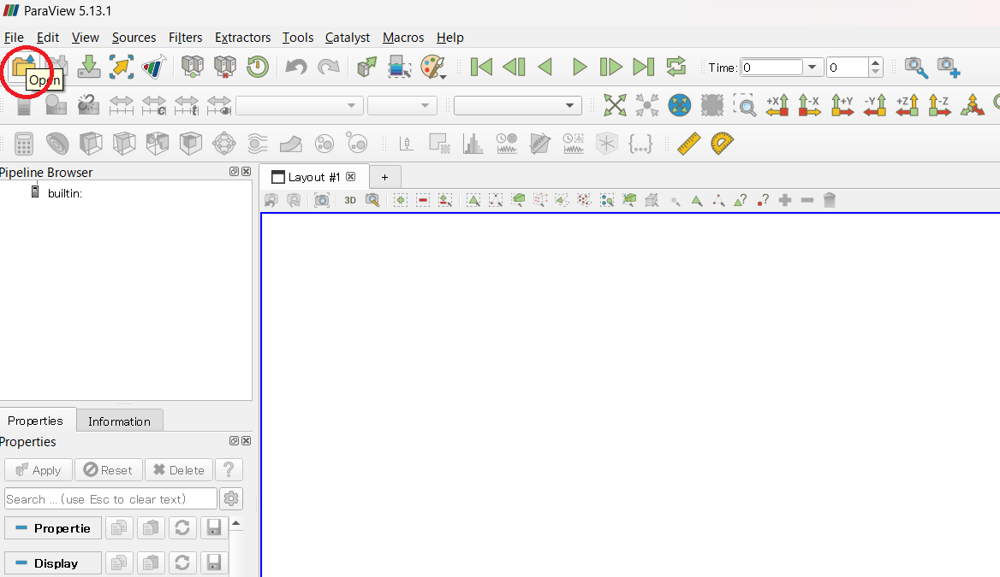 ParaView 5.13.1
File Edit View Sources Filters Extractors Tools Catalyst Macros Help
Open
Time: 0 0
+X -X +Y -Y +Z -Z
Pipeline Browser
builtin:
Layout #1 +
3D
Properties Information
Properties
Apply Reset Delete ?
Search ... (use Esc to clear text)
Propertie
Display